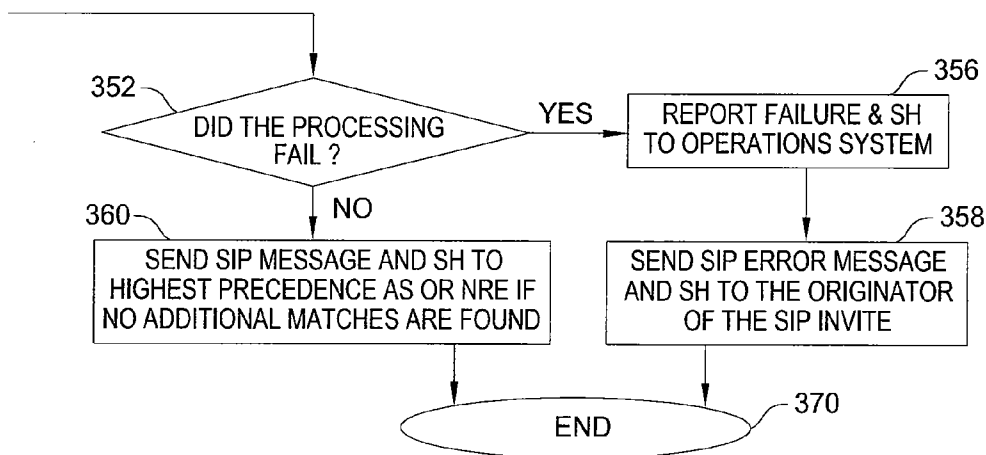 352
DID THE PROCESSING
FAIL ?
YES
356
REPORT FAILURE & SH
TO OPERATIONS SYSTEM
NO
360
SEND SIP MESSAGE AND SH TO
HIGHEST PRECEDENCE AS OR NRE IF
NO ADDITIONAL MATCHES ARE FOUND
358
SEND SIP ERROR MESSAGE
AND SH TO THE ORIGINATOR
OF THE SIP INVITE
END
370